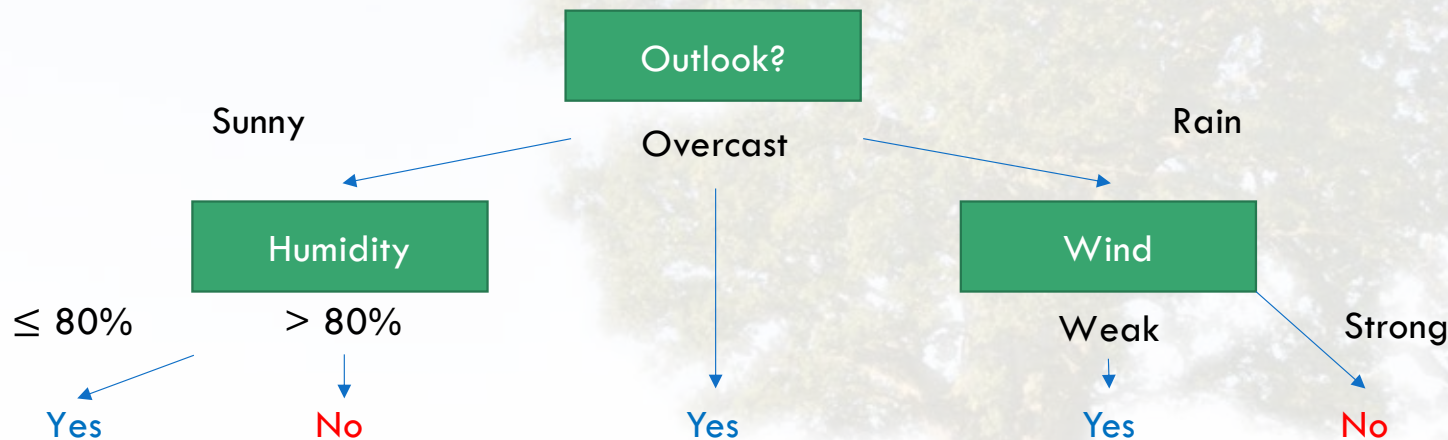 Outlook?
Sunny
Overcast
Rain
Humidity
Wind
≤ 80%
> 80%
Weak
Strong
Yes
No
Yes
Yes
No